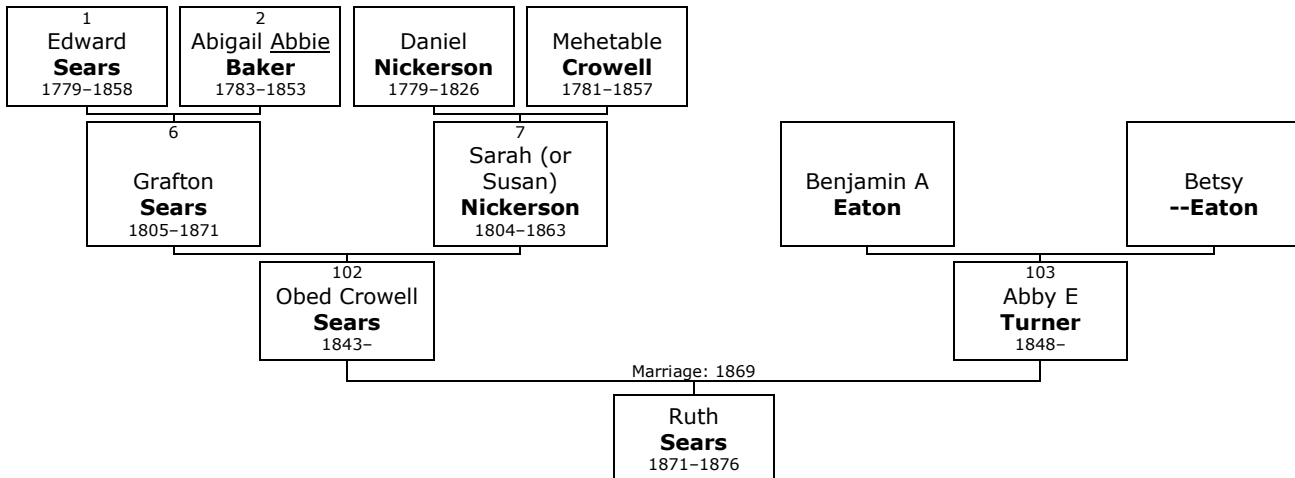 1
Edward
Sears
1779–1858
2
Abigail Abbie
Baker
1783–1853
Daniel
Nickerson
1779–1826
Mehetable
Crowell
1781–1857
6
Grafton
Sears
1805–1871
7
Sarah (or
Susan)
Nickerson
1804–1863
Benjamin A
Eaton
Betsy
--Eaton
102
Obed Crowell
Sears
1843–
103
Abby E
Turner
1848–
Marriage: 1869
Ruth
Sears
1871–1876